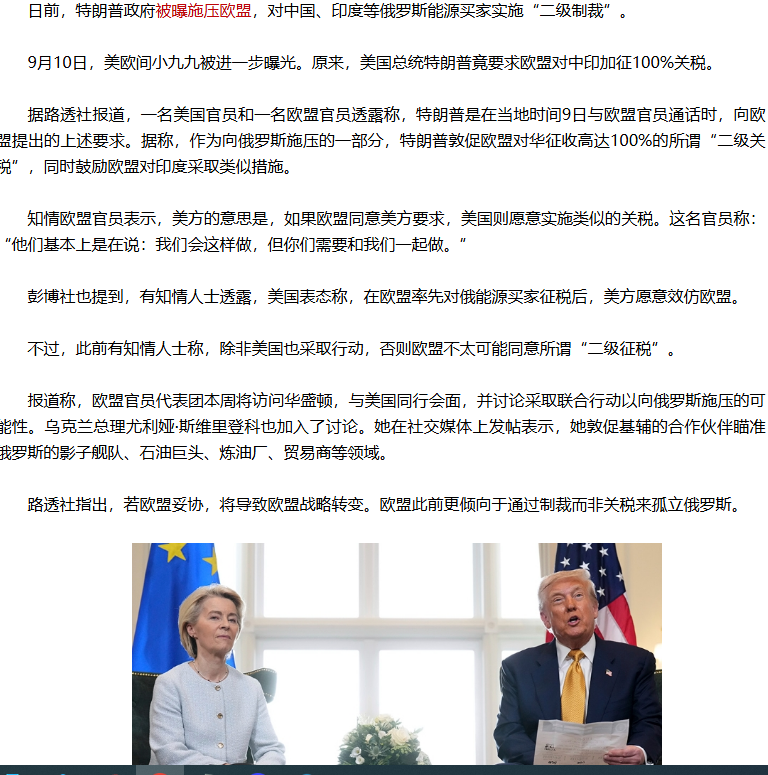 日前，特朗普政府被曝施压欧盟，对中国、印度等俄罗斯能源买家实施“二级制裁”。
9月10日，美欧间小九九被进一步曝光。原来，美国总统特朗普竟要求欧盟对中印加征100%关税。
据路透社报道，一名美国官员和一名欧盟官员透露称，特朗普是在当地时间9日与欧盟官员通话时，向欧
盟提出的上述要求。据称，作为向俄罗斯施压的一部分，特朗普敦促欧盟对华征收高达100%的所谓“二级关
税”，同时鼓励欧盟对印度采取类似措施。
知情欧盟官员表示，美方的意思是，如果欧盟同意美方要求，美国则愿意实施类似的关税。这名官员称：
“他们基本上是在说：我们会这样做，但你们需要和我们一起做。”
彭博社也提到，有知情人士透露，美国表态称，在欧盟率先对俄能源买家征税后，美方愿意效仿欧盟。
不过，此前有知情人士称，除非美国也采取行动，否则欧盟不太可能同意所谓“二级征税”。
报道称，欧盟官员代表团本周将访问华盛顿，与美国同行会面，并讨论采取联合行动以向俄罗斯施压的可
能性。乌克兰总理尤利娅·斯维里登科也加入了讨论。她在社交媒体上发帖表示，她敦促基辅的合作伙伴瞄准
俄罗斯的影子舰队、石油巨头、炼油厂、贸易商等领域。
路透社指出，若欧盟妥协，将导致欧盟战略转变。欧盟此前更倾向于通过制裁而非关税来孤立俄罗斯。